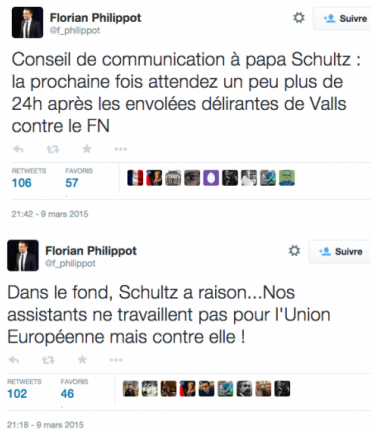 Florian Philippot
@f_philippot
Suivre
Conseil de communication à papa Schultz :
la prochaine fois attendez un peu plus de
24h après les envolées délirantes de Valls
contre le FN
RETWEETS
FAVORIS
106
57
21:42 - 9 mars 2015
Florian Philippot
@f_philippot
Suivre
Dans le fond, Schultz a raison...Nos
assistants ne travaillent pas pour l'Union
Européenne mais contre elle !
RETWEETS
FAVORIS
102
46
21:18 - 9 mars 2015